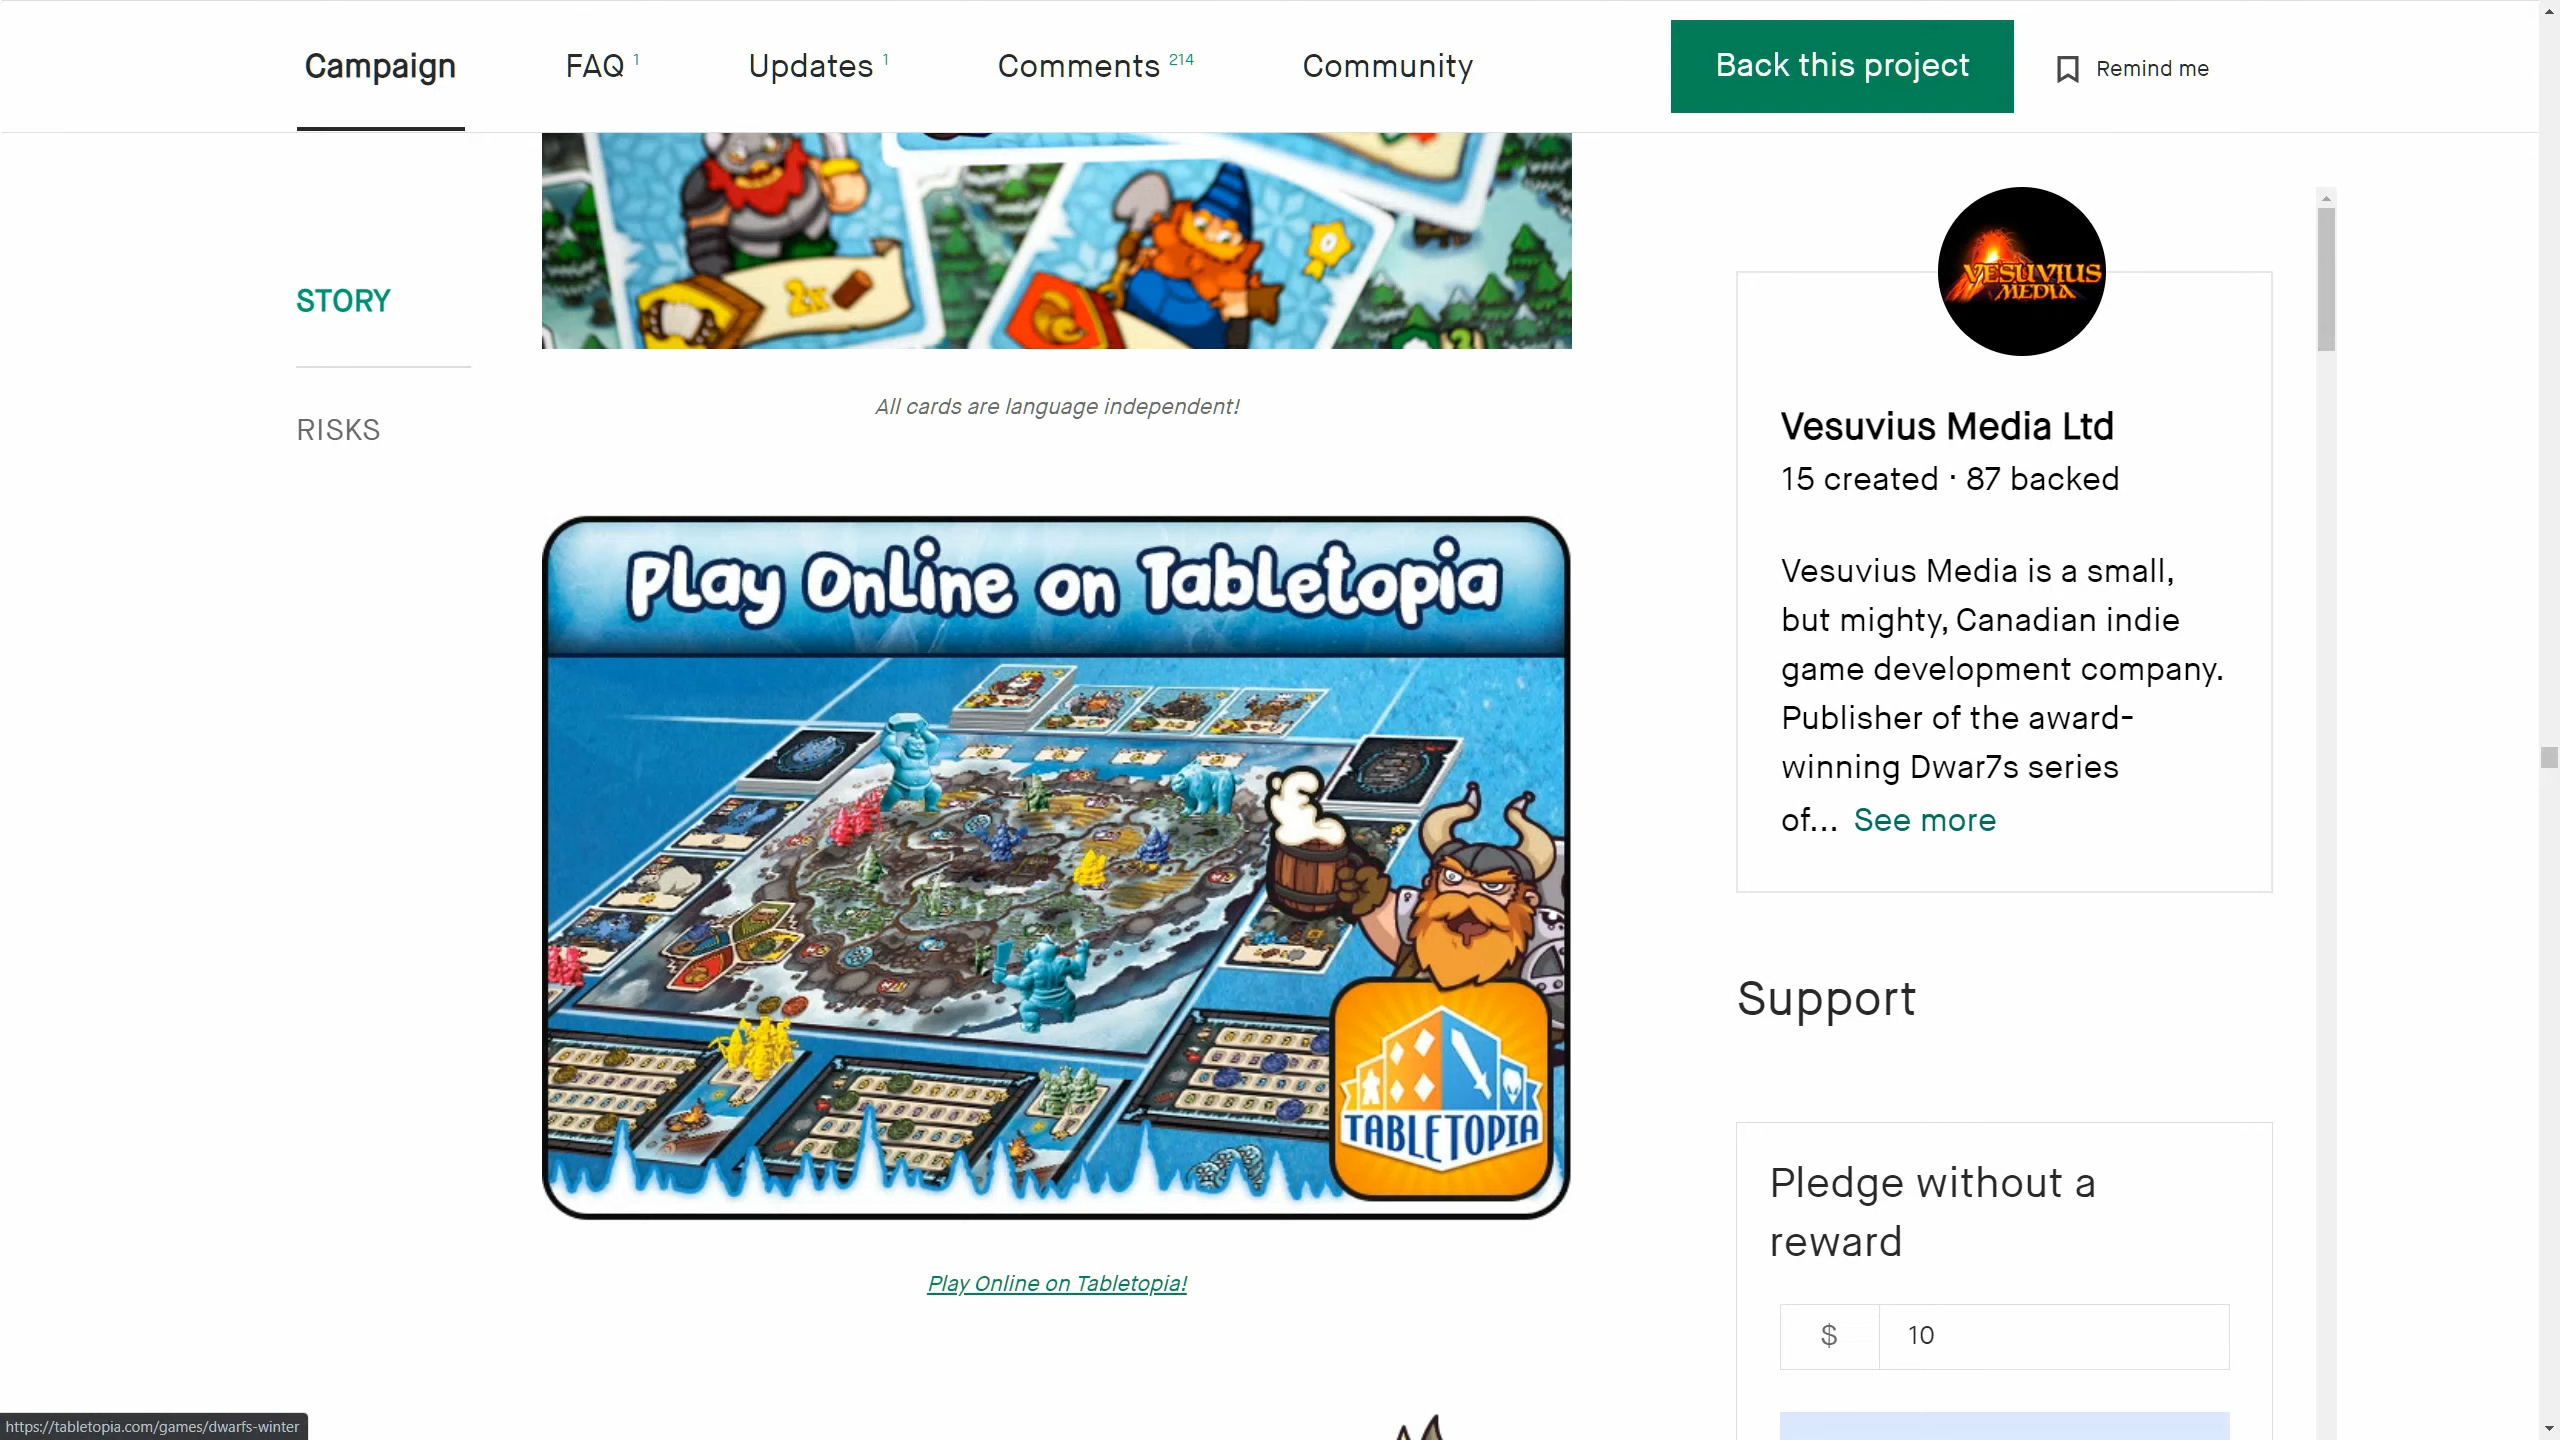 Campaign
FAQ 1
Updates 1
Comments 214
Community
Back this project
Remind me
STORY
RISKS
2x
All cards are language independent!
Play Online on Tabletopia
TABLETOPIA
Play Online on Tabletopia!
VESUVIUS
MEDIA
Vesuvius Media Ltd
15 created · 87 backed
Vesuvius Media is a small,
but mighty, Canadian indie
game development company.
Publisher of the award-
winning Dwar7s series
of... See more
Support
Pledge without a
reward
$ 10
https://tabletopia.com/games/dwarfs-winter